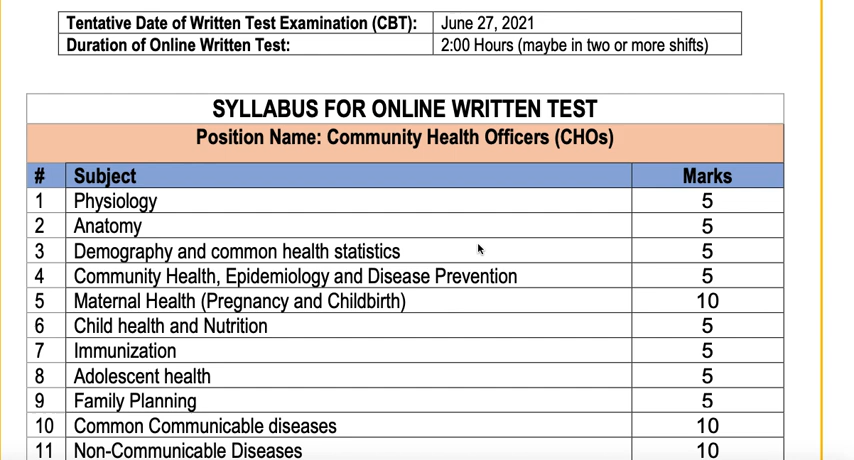 Tentative Date of Written Test Examination (CBT): June 27, 2021
Duration of Online Written Test: 2:00 Hours (maybe in two or more shifts)
SYLLABUS FOR ONLINE WRITTEN TEST
Position Name: Community Health Officers (CHOs)
# Subject Marks
1 Physiology 5
2 Anatomy 5
3 Demography and common health statistics 5
4 Community Health, Epidemiology and Disease Prevention 5
5 Maternal Health (Pregnancy and Childbirth) 10
6 Child health and Nutrition 5
7 Immunization 5
8 Adolescent health 5
9 Family Planning 5
10 Common Communicable diseases 10
11 Non-Communicable Diseases 10